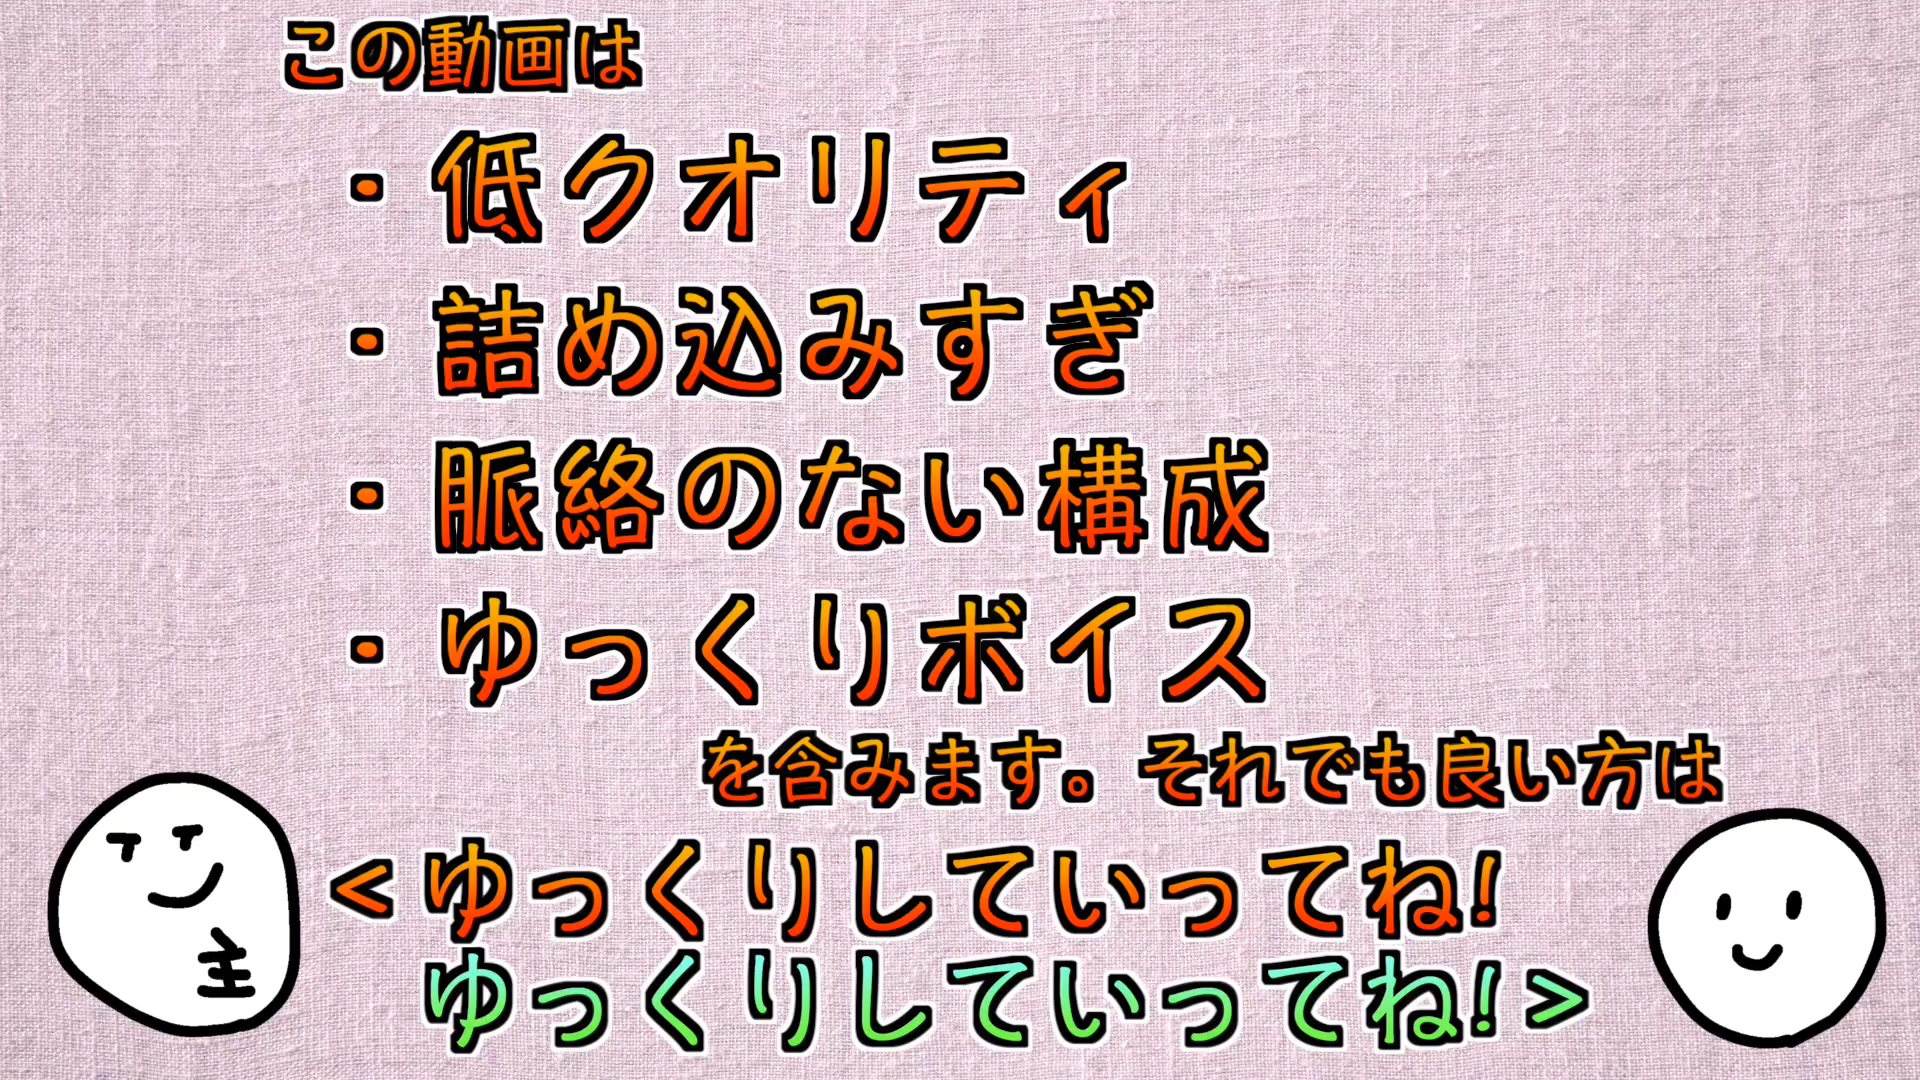 この動画は
・低クオリティ
・詰め込みすぎ
・脈絡のない構成
・ゆっくりボイス
を含みます。それでも良い方は
<ゆっくりしていってね!
ゆっくりしていってね!>
主